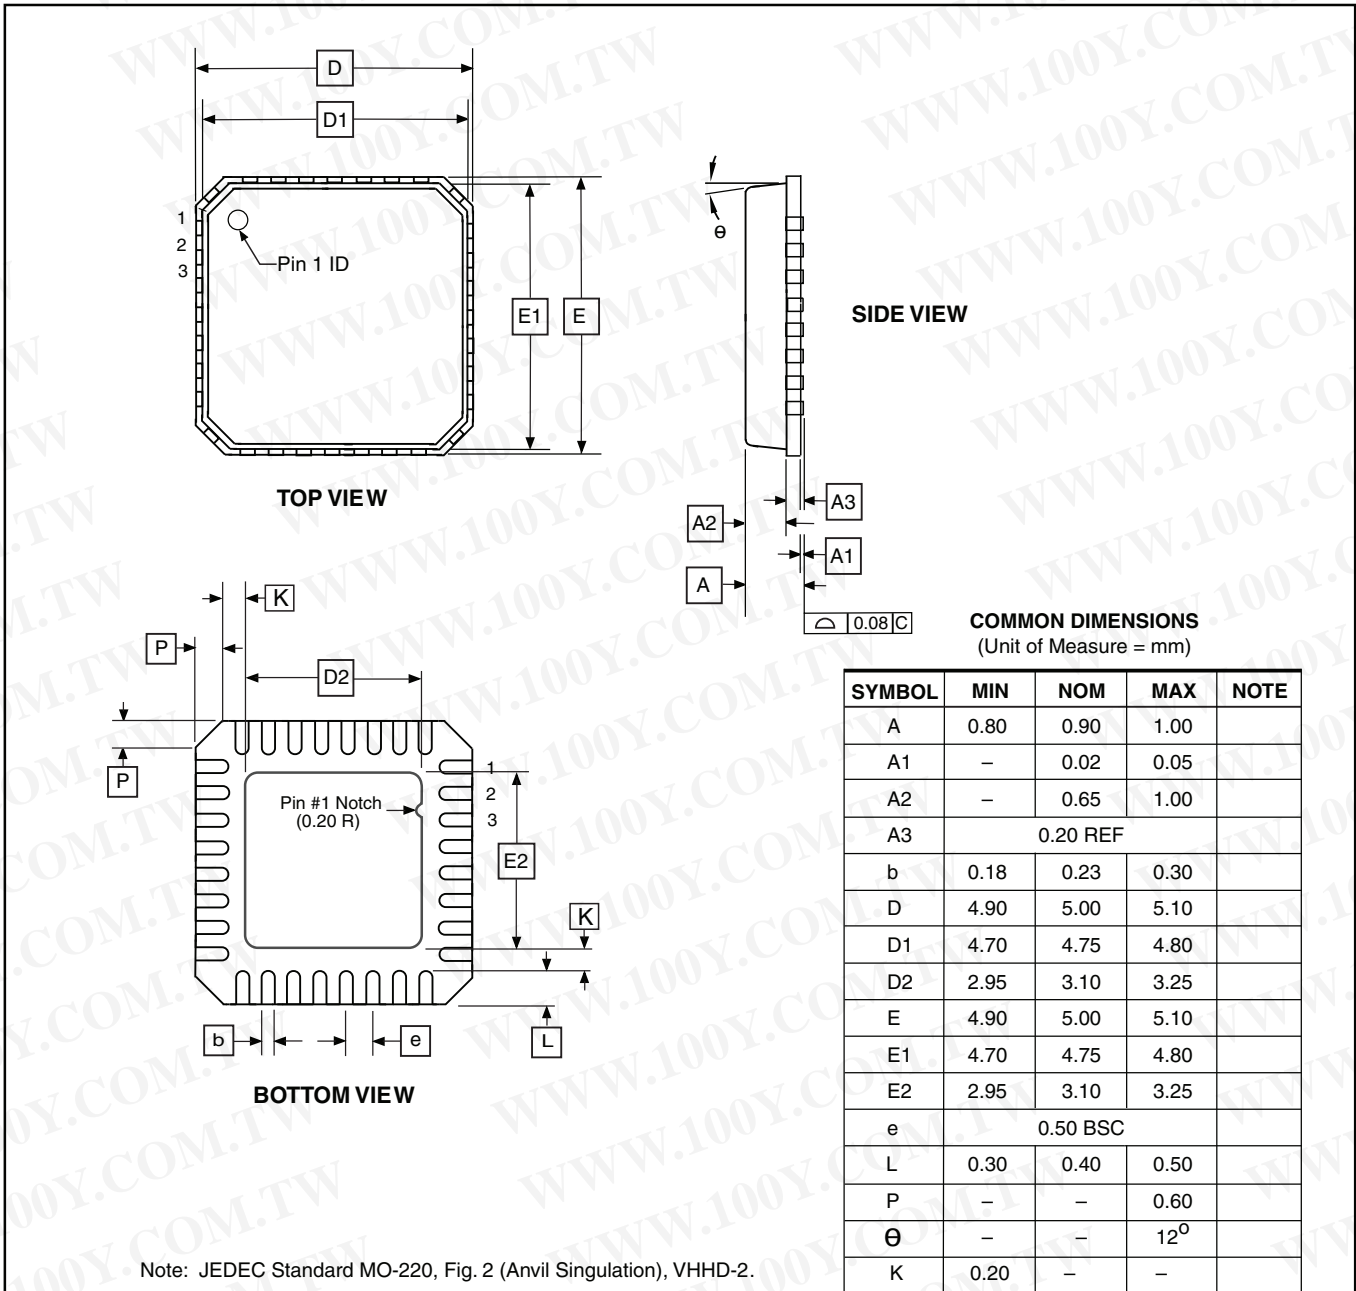 D
D1
1
2
3
Pin 1 ID
E1
E
TOP VIEW
Θ
SIDE VIEW
A3
A2
A1
A
0.08 C
K
P
D2
P
1
2
3
Pin #1 Notch
(0.20 R)
E2
K
b
e
L
BOTTOM VIEW
COMMON DIMENSIONS
(Unit of Measure = mm)
SYMBOL MIN NOM MAX NOTE
A 0.80 0.90 1.00
A1 – 0.02 0.05
A2 – 0.65 1.00
A3 0.20 REF
b 0.18 0.23 0.30
D 4.90 5.00 5.10
D1 4.70 4.75 4.80
D2 2.95 3.10 3.25
E 4.90 5.00 5.10
E1 4.70 4.75 4.80
E2 2.95 3.10 3.25
e 0.50 BSC
L 0.30 0.40 0.50
P – – 0.60
Θ – – 12°
K 0.20 – –
Note: JEDEC Standard MO-220, Fig. 2 (Anvil Singulation), VHHD-2.
WWW.100Y.COM.TW